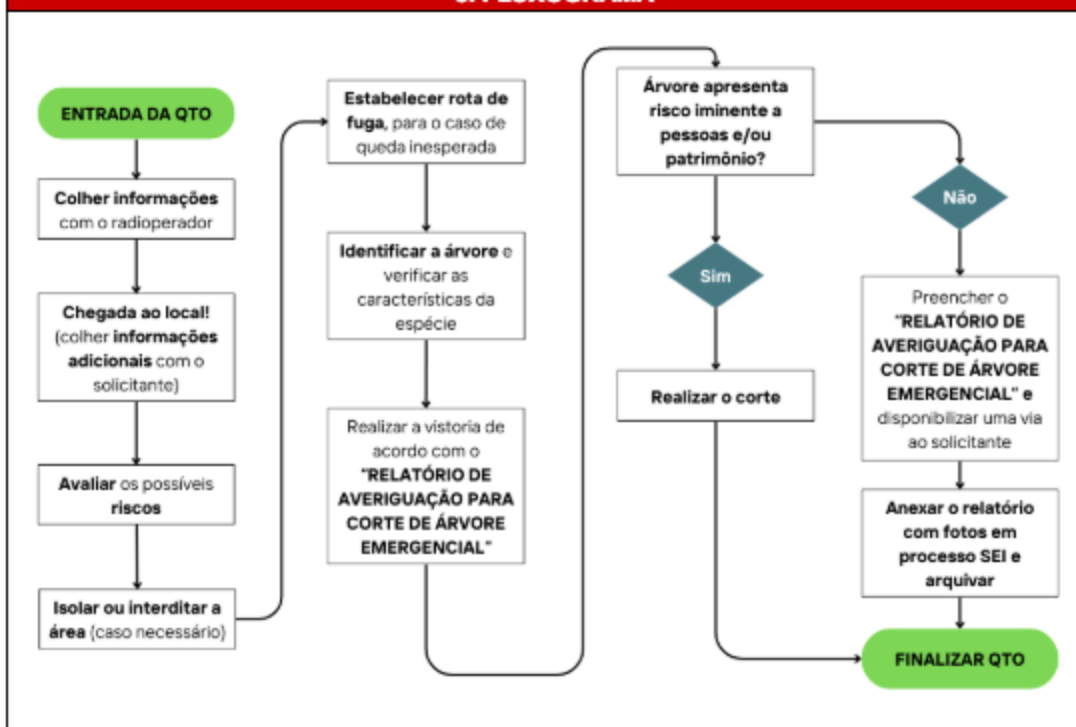 ENTRADA DA QTO
Colher informações
com o radioperador
Chegada ao local!
(colher informações
adicionais com o
solicitante)
Avaliar os possíveis
riscos
Isolar ou interditar a
área (caso necessário)
Estabelecer rota de
fuga, para o caso de
queda inesperada
Identificar a árvore e
verificar as
características da
espécie
Realizar a vistoria de
acordo com o
"RELATÓRIO DE
AVERIGUAÇÃO PARA
CORTE DE ÁRVORE
EMERGENCIAL"
Árvore apresenta
risco iminente a
pessoas e/ou
patrimônio?
Sim
Realizar o corte
Não
Preencher o
"RELATÓRIO DE
AVERIGUAÇÃO PARA
CORTE DE ÁRVORE
EMERGENCIAL" e
disponibilizar uma via
ao solicitante
Anexar o relatório
com fotos em
processo SEI e
arquivar
FINALIZAR QTO